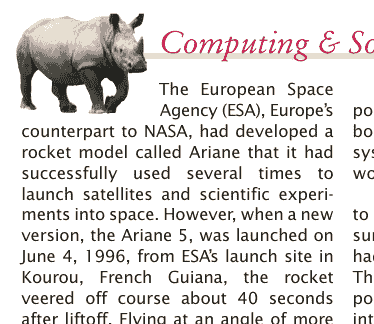 Computing & So
The European Space
Agency (ESA), Europe's
counterpart to NASA, had developed a
rocket model called Ariane that it had
successfully used several times to
launch satellites and scientific experi-
ments into space. However, when a new
version, the Ariane 5, was launched on
June 4, 1996, from ESA's launch site in
Kourou, French Guiana, the rocket
veered off course about 40 seconds
after liftoff. Flying at an angle of more
po
bo
sys
wo
to
sur
had
Th
po
int